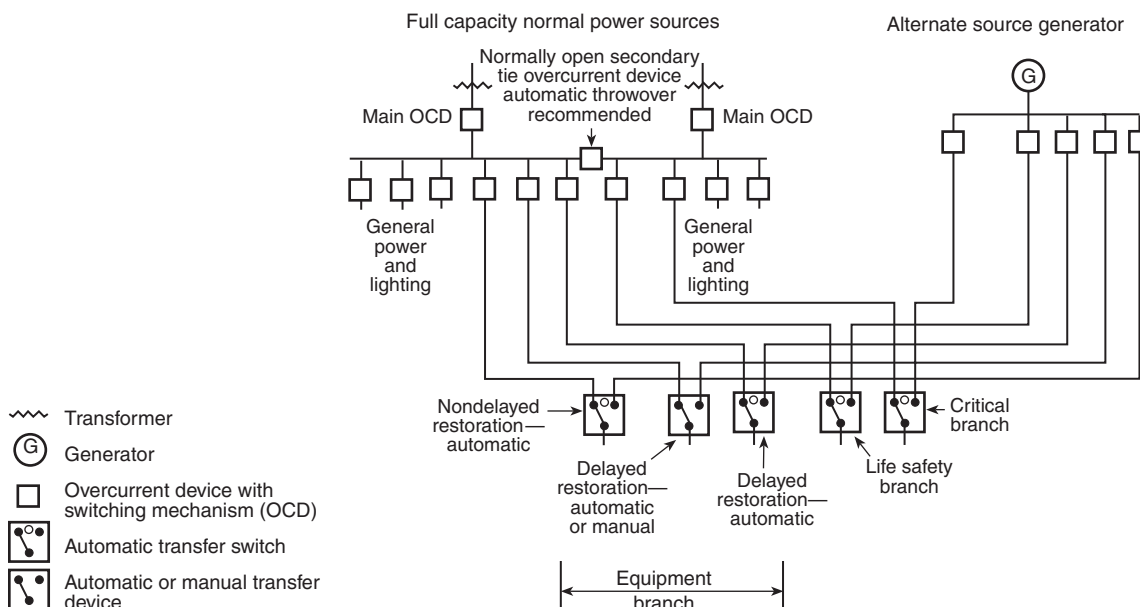 Full capacity normal power sources
Alternate source generator
Normally open secondary
tie overcurrent device
automatic throwover
recommended
G
Main OCD
Main OCD
General
power
and
lighting
General
power
and
lighting
Nondelayed
restoration—
automatic
Delayed
restoration—
automatic
or manual
Delayed
restoration—
automatic
Life safety
branch
Critical
branch
Transformer
G
Generator
Overcurrent device with
switching mechanism (OCD)
Automatic transfer switch
Automatic or manual transfer
device
Equipment
branch